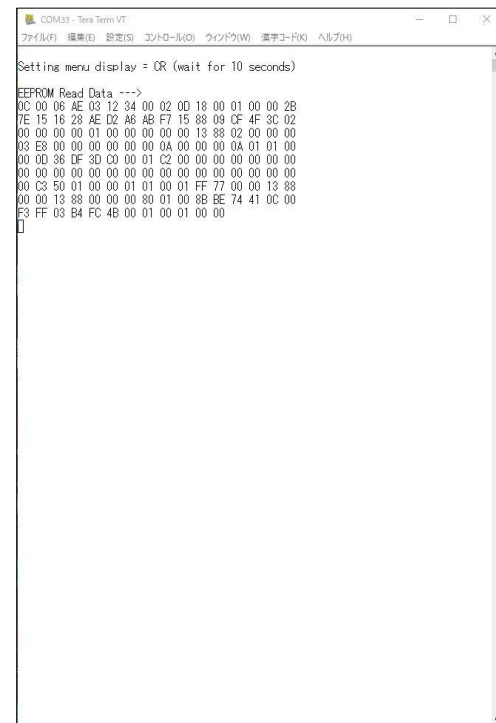 COM33 - Tera Term VT
ファイル(F) 編集(E) 設定(S) コントロール(O) ウィンドウ(W) 漢字コード(K) ヘルプ(H)
Setting menu display = CR (wait for 10 seconds)
EEPROM Read Data --->
0C 00 06 AE 03 12 34 00 02 0D 18 00 01 00 00 2B
7E 15 16 28 AE D2 A6 AB F7 15 88 09 CF 4F 3C 02
00 00 00 00 01 00 00 00 00 00 13 88 02 00 00 00
03 E8 00 00 00 00 00 00 0A 00 00 00 0A 01 01 00
00 0D 36 DF 3D C0 00 01 C2 00 00 00 00 00 00 00
00 00 00 00 00 00 00 00 00 00 00 00 00 00 00 00
00 C3 50 01 00 00 01 01 00 01 FF 77 00 00 13 88
00 00 13 88 00 00 00 80 01 00 8B BE 74 41 0C 00
F3 FF 03 B4 FC 4B 00 01 00 01 00 00